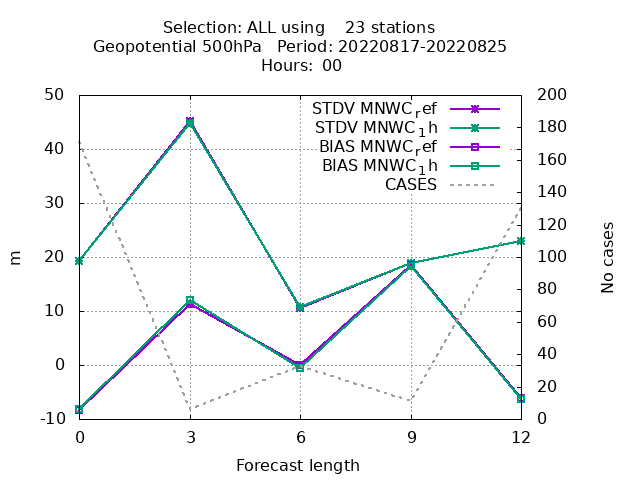 Selection: ALL using    23 stations
Geopotential 500hPa   Period: 20220817-20220825
Hours: 00
STDV MNWC_ref
STDV MNWC_1h
BIAS MNWC_ref
BIAS MNWC_1h
CASES
50
40
30
20
10
0
-10
m
200
180
160
140
120
100
80
60
40
20
0
No cases
0 3 6 9 12
Forecast length